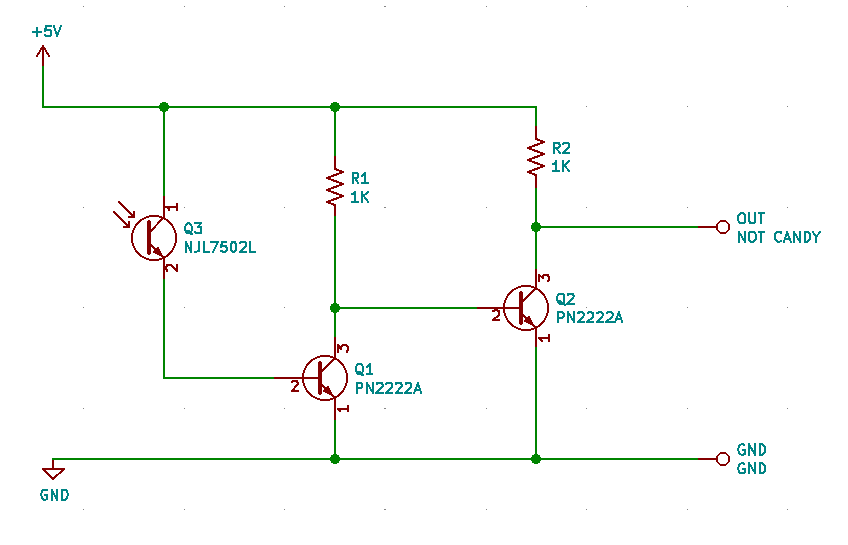 +5V
R2
1K
R1
1K
1
OUT
NOT CANDY
Q3
NJL7502L
2
3
Q2
PN2222A
2
1
3
Q1
PN2222A
2
1
GND
GND
GND